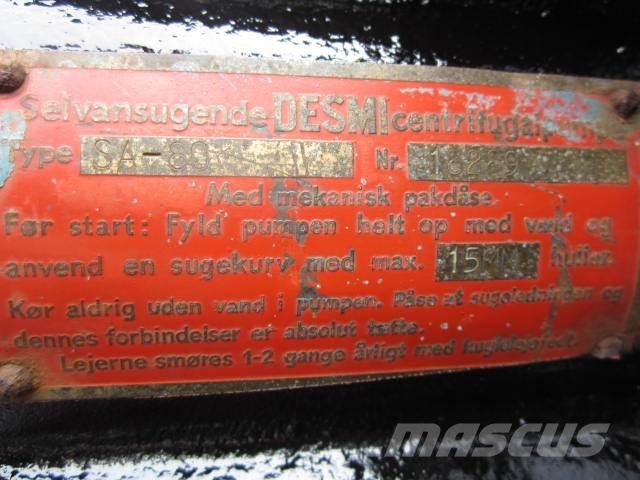 Selvansugende DESMI centrifugalpumpe
Type SA-80 Nr. 16229
Med mekanisk pakdåse.
Før start: Fyld pumpen helt op med vand og
anvend en sugekurv med max. 15 huller.
Kør aldrig uden vand i pumpen. Påse at sugeledningen og
dennes forbindelser er absolut tætte.
Lejerne smøres 1-2 gange årligt med kuglelejefedt.
MASCUS